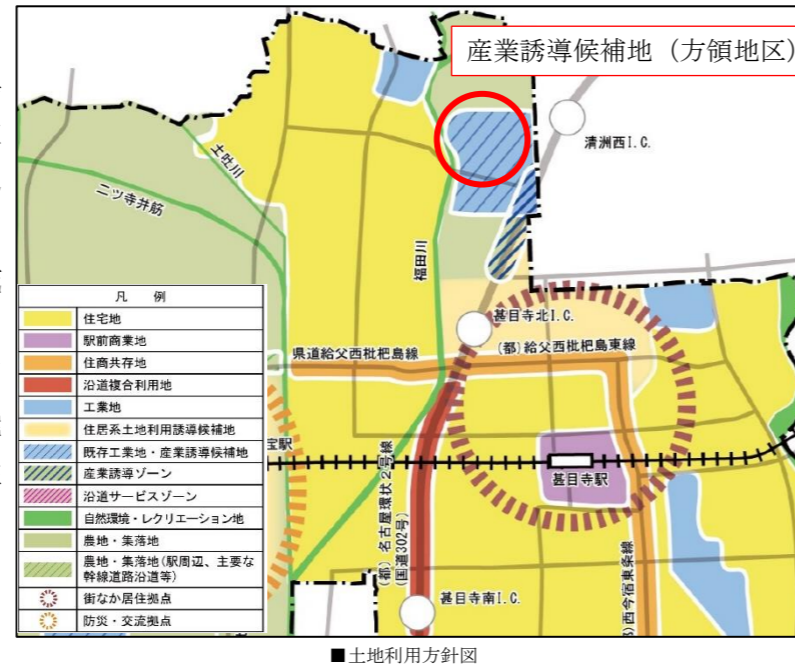 産業誘導候補地（方領地区）
清洲西I.C.
土吐川
二ツ寺井筋
福田川
甚目寺北I.C.
(都)給父西枇杷島東線
県道給父西枇杷島線
宝駅
甚目寺駅
(都)名古屋環状2号線
(国道302号)
都)西今宿東条線
甚目寺南I.C.
凡 例
住宅地
駅前商業地
住商共存地
沿道複合利用地
工業地
住居系土地利用誘導候補地
既存工業地・産業誘導候補地
産業誘導ゾーン
沿道サービスゾーン
自然環境・レクリエーション地
農地・集落地
農地・集落地(駅周辺、主要な
幹線道路沿道等)
街なか居住拠点
防災・交流拠点
■土地利用方針図